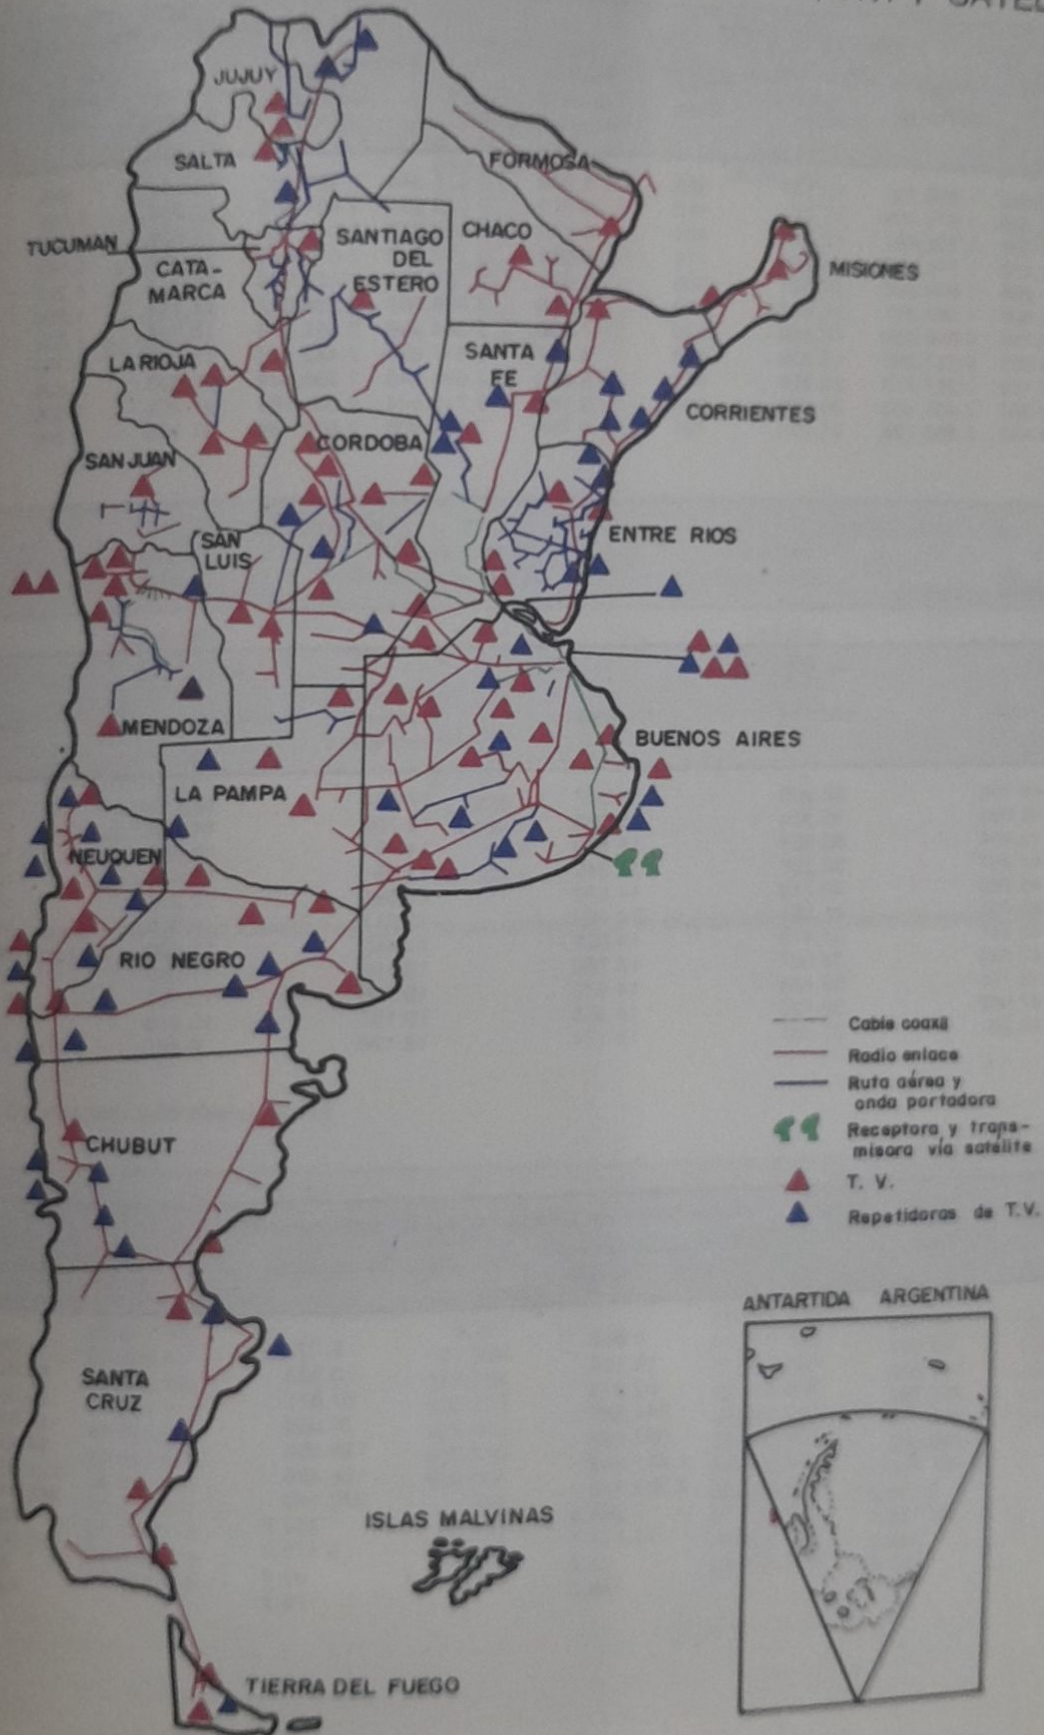 JUJUY
SALTA
FORMOSA
TUCUMAN
SANTIAGO
DEL
ESTERO
CHACO
CATA-
MARCA
MISIONES
LA RIOJA
SANTA
FE
CORRIENTES
CORDOBA
SAN JUAN
SAN
LUIS
ENTRE RIOS
MENDOZA
BUENOS AIRES
LA PAMPA
NEUQUEN
RIO NEGRO
CHUBUT
SANTA
CRUZ
ISLAS MALVINAS
TIERRA DEL FUEGO
Cable coaxil
Radio enlace
Ruta aérea y
onda portadora
Receptora y trans-
misora vía satélite
T. V.
Repetidoras de T.V.
ANTARTIDA ARGENTINA